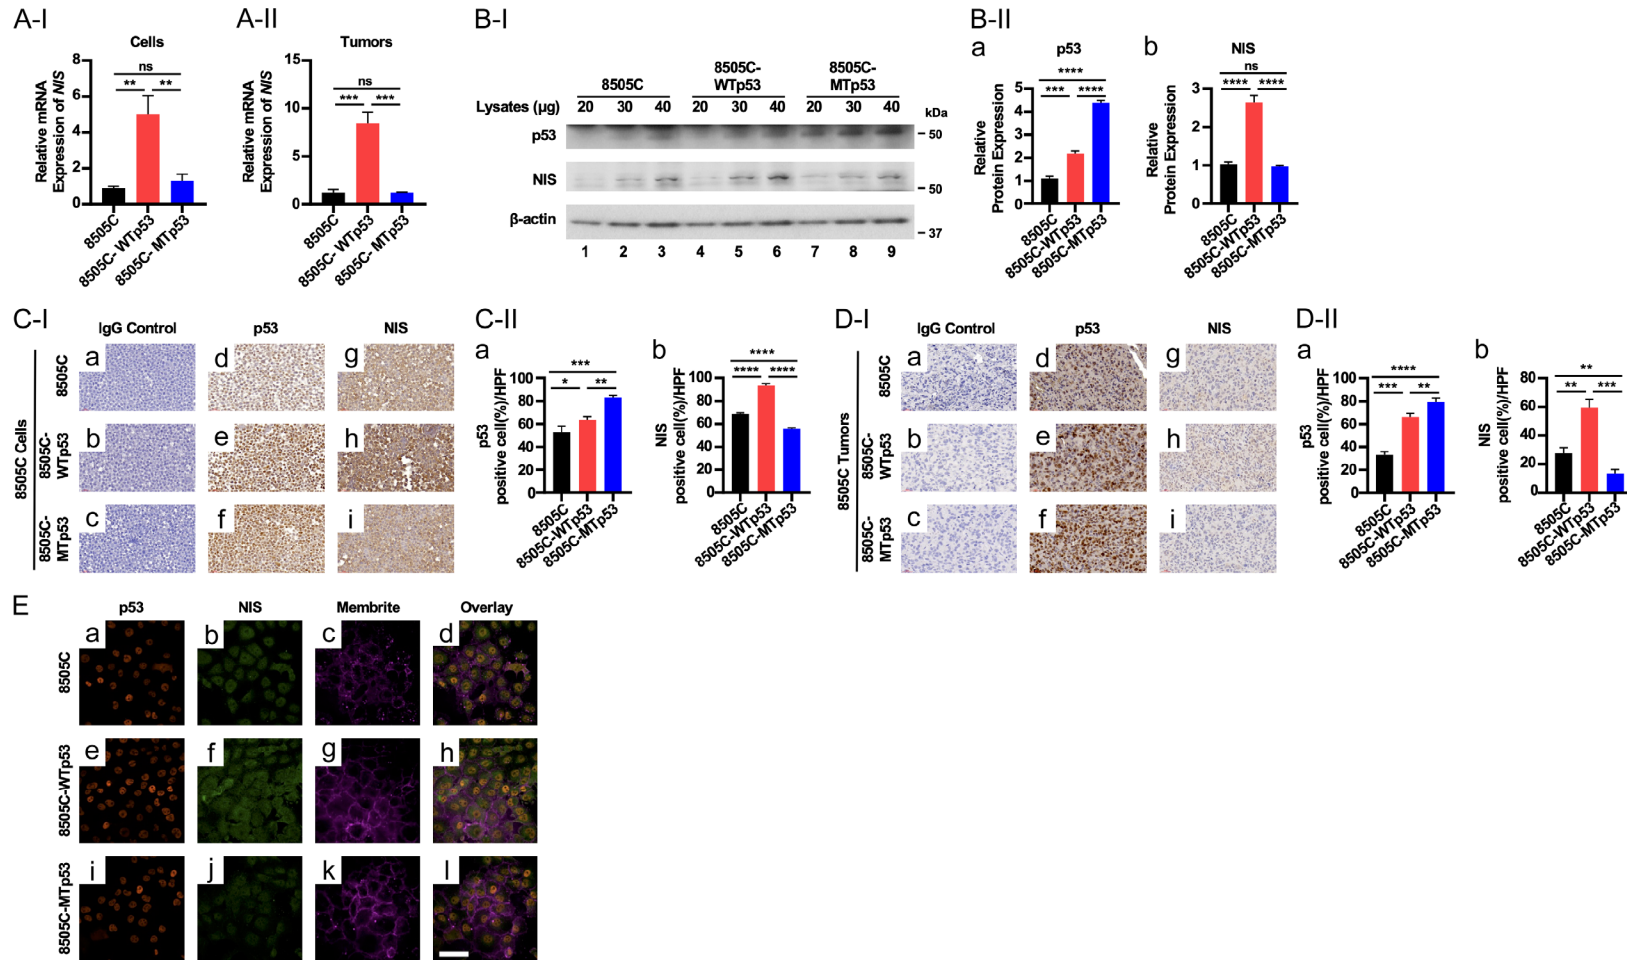 A-I
Cells
Relative mRNA
Expression of NIS
8
6
4
2
0
ns
** **
8505C
8505C- WTp53
8505C- MTp53
A-II
Tumors
Relative mRNA
Expression of NIS
15
10
5
0
ns
*** ***
8505C
8505C- WTp53
8505C- MTp53
B-I
8505C
8505C-
WTp53
8505C-
MTp53
Lysates (µg) 20 30 40 20 30 40 20 30 40
kDa
p53
50
NIS
50
β-actin
37
1 2 3 4 5 6 7 8 9
B-II
a
p53
Relative
Protein Expression
5
4
3
2
1
0
****
*** ****
8505C
8505C-WTp53
8505C-MTp53
b
NIS
Relative
Protein Expression
3
2
1
0
ns
**** ****
8505C
8505C-WTp53
8505C-MTp53
C-I
IgG Control p53 NIS
8505C Cells
8505C
a d g
8505C-
WTp53
b e h
8505C-
MTp53
c f i
C-II
a
p53
positive cell(%)/HPF
100
80
60
40
20
0
***
* **
8505C
8505C-WTp53
8505C-MTp53
b
NIS
positive cell(%)/HPF
100
80
60
40
20
0
****
**** ****
8505C
8505C-WTp53
8505C-MTp53
D-I
IgG Control p53 NIS
8505C Tumors
8505C
a d g
8505C-
WTp53
b e h
8505C-
MTp53
c f i
D-II
a
p53
positive cell(%)/HPF
100
80
60
40
20
0
****
*** **
8505C
8505C-WTp53
8505C-MTp53
b
NIS
positive cell(%)/HPF
80
60
40
20
0
**
** ***
8505C
8505C-WTp53
8505C-MTp53
E
p53 NIS Membrite Overlay
8505C
a b c d
8505C-WTp53
e f g h
8505C-MTp53
i j k l